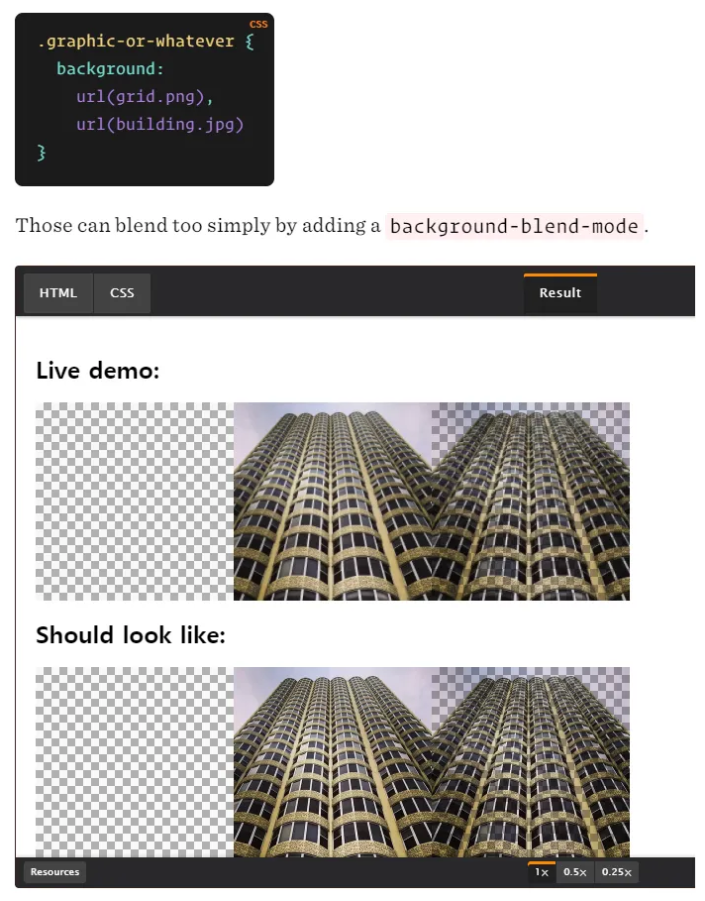 CSS
.graphic-or-whatever {
background:
url(grid.png),
url(building.jpg)
}
Those can blend too simply by adding a background-blend-mode.
HTML CSS Result
Live demo:
Should look like:
Resources 1x 0.5x 0.25x